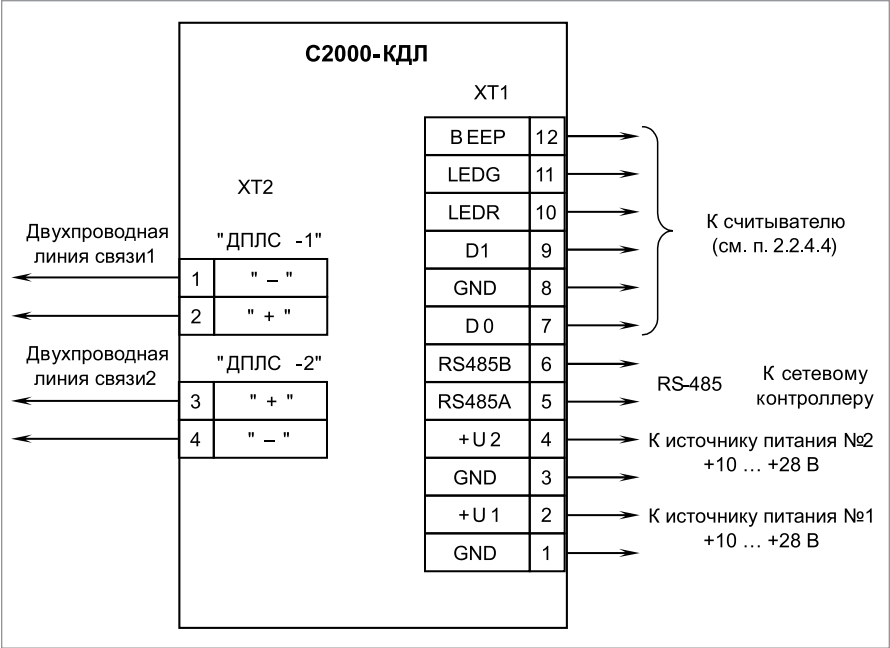 С2000-КДЛ
XT1
BEEP 12
LEDG 11
LEDR 10
D1 9
GND 8
D0 7
RS485B 6
RS485A 5
+U2 4
GND 3
+U1 2
GND 1
XT2
Двухпроводная
линия связи1
"ДПЛС -1"
1 " – "
2 " + "
Двухпроводная
линия связи2
"ДПЛС -2"
3 " + "
4 " – "
К считывателю
(см. п. 2.2.4.4)
RS-485
К сетевому
контроллеру
К источнику питания №2
+10 ... +28 В
К источнику питания №1
+10 ... +28 В